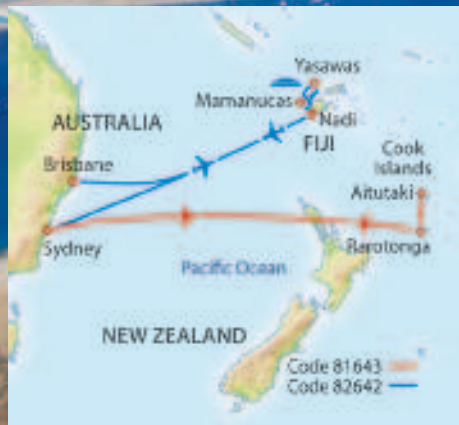 Yasawas
Mamanucas
Nadi
FIJI
AUSTRALIA
Cook
Islands
Brisbane
Aitutaki
Sydney
Rarotonga
Pacific Ocean
NEW ZEALAND
Code 81643
Code 82642